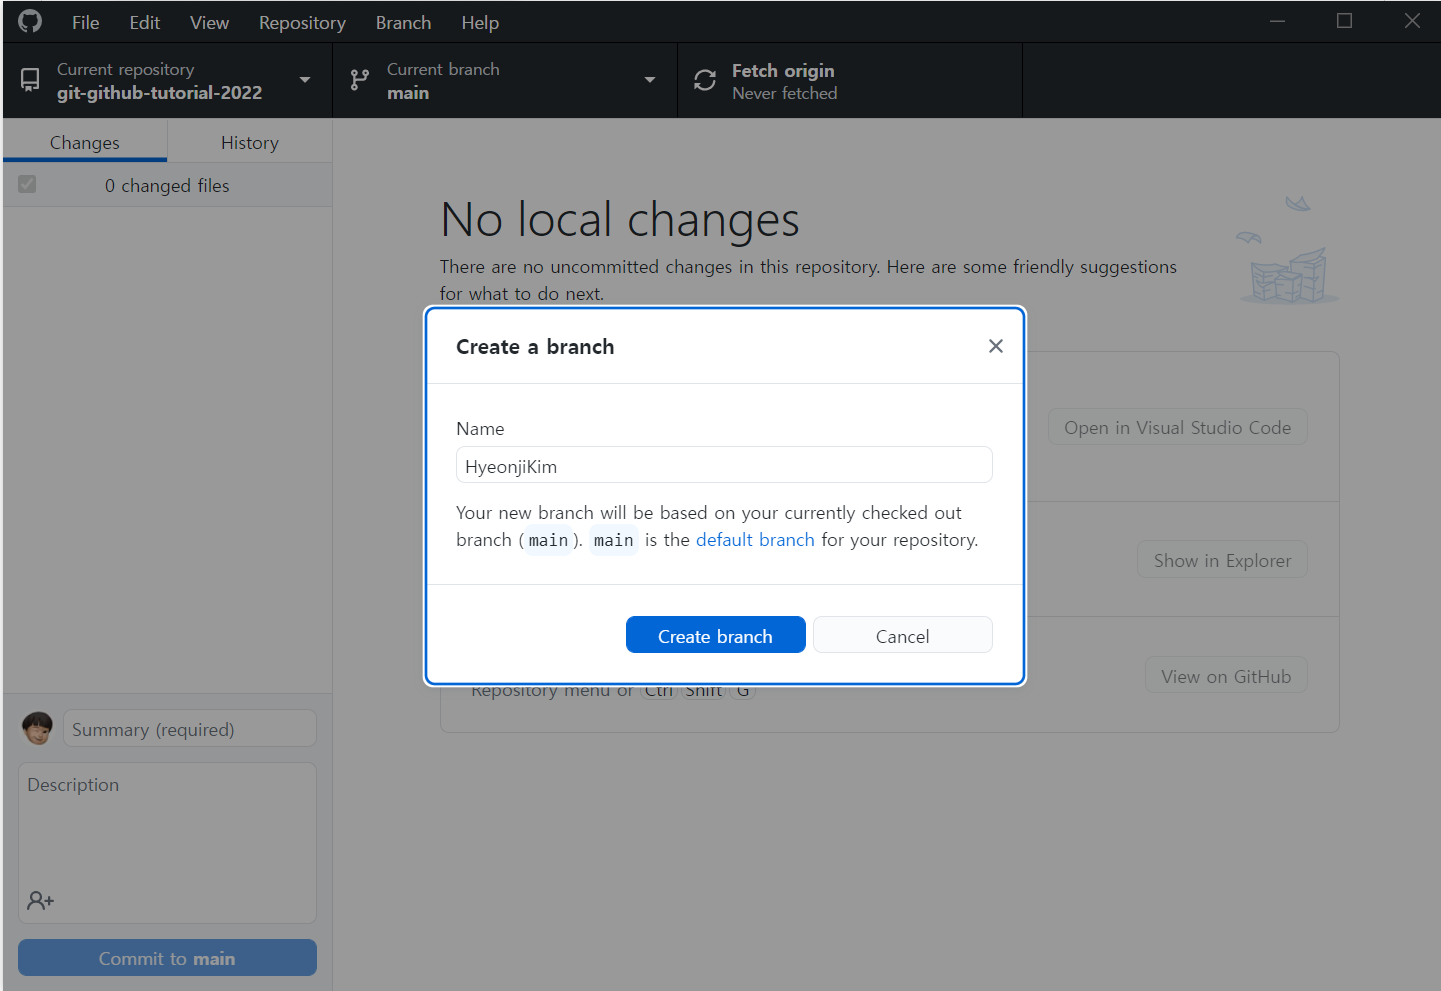 File Edit View Repository Branch Help
Current repository
git-github-tutorial-2022
Current branch
main
Fetch origin
Never fetched
Changes History
0 changed files
No local changes
There are no uncommitted changes in this repository. Here are some friendly suggestions
for what to do next.
Create a branch
Name
HyeonjiKim
Your new branch will be based on your currently checked out
branch (main). main is the default branch for your repository.
Create branch Cancel
Open in Visual Studio Code
Show in Explorer
Repository menu or Ctrl Shift G
View on GitHub
Summary (required)
Description
Commit to main